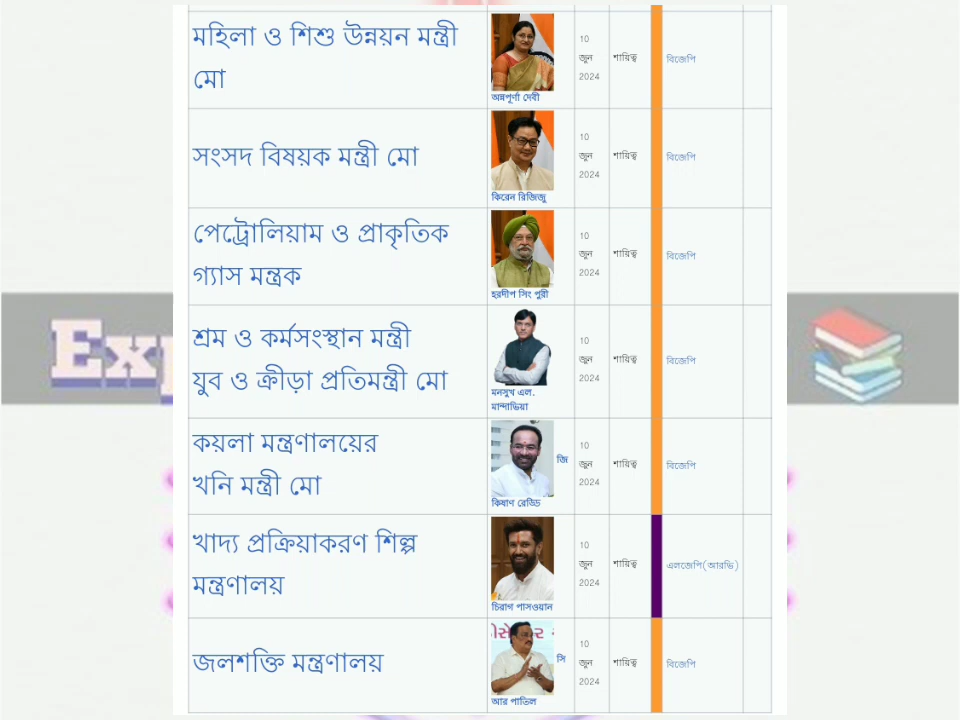 মহিলা ও শিশু উন্নয়ন মন্ত্রী
মো
অন্নপূর্ণা দেবী
10
জুন
2024
শায়িত্ব
বিজেপি
সংসদ বিষয়ক মন্ত্রী মো
কিরেন রিজিজু
10
জুন
2024
শায়িত্ব
বিজেপি
পেট্রোলিয়াম ও প্রাকৃতিক
গ্যাস মন্ত্রক
হরদীপ সিং পুরী
10
জুন
2024
শায়িত্ব
বিজেপি
শ্রম ও কর্মসংস্থান মন্ত্রী
যুব ও ক্রীড়া প্রতিমন্ত্রী মো
মনসুখ এল.
মান্দাভিয়া
10
জুন
2024
শায়িত্ব
বিজেপি
কয়লা মন্ত্রণালয়ের
খনি মন্ত্রী মো
জি
কিষাণ রেড্ডি
10
জুন
2024
শায়িত্ব
বিজেপি
খাদ্য প্রক্রিয়াকরণ শিল্প
মন্ত্রণালয়
চিরাগ পাসওয়ান
10
জুন
2024
শায়িত্ব
এলজেপি(আরভি)
জলশক্তি মন্ত্রণালয়
সি
আর পাতিল
10
জুন
2024
শায়িত্ব
বিজেপি
Exp